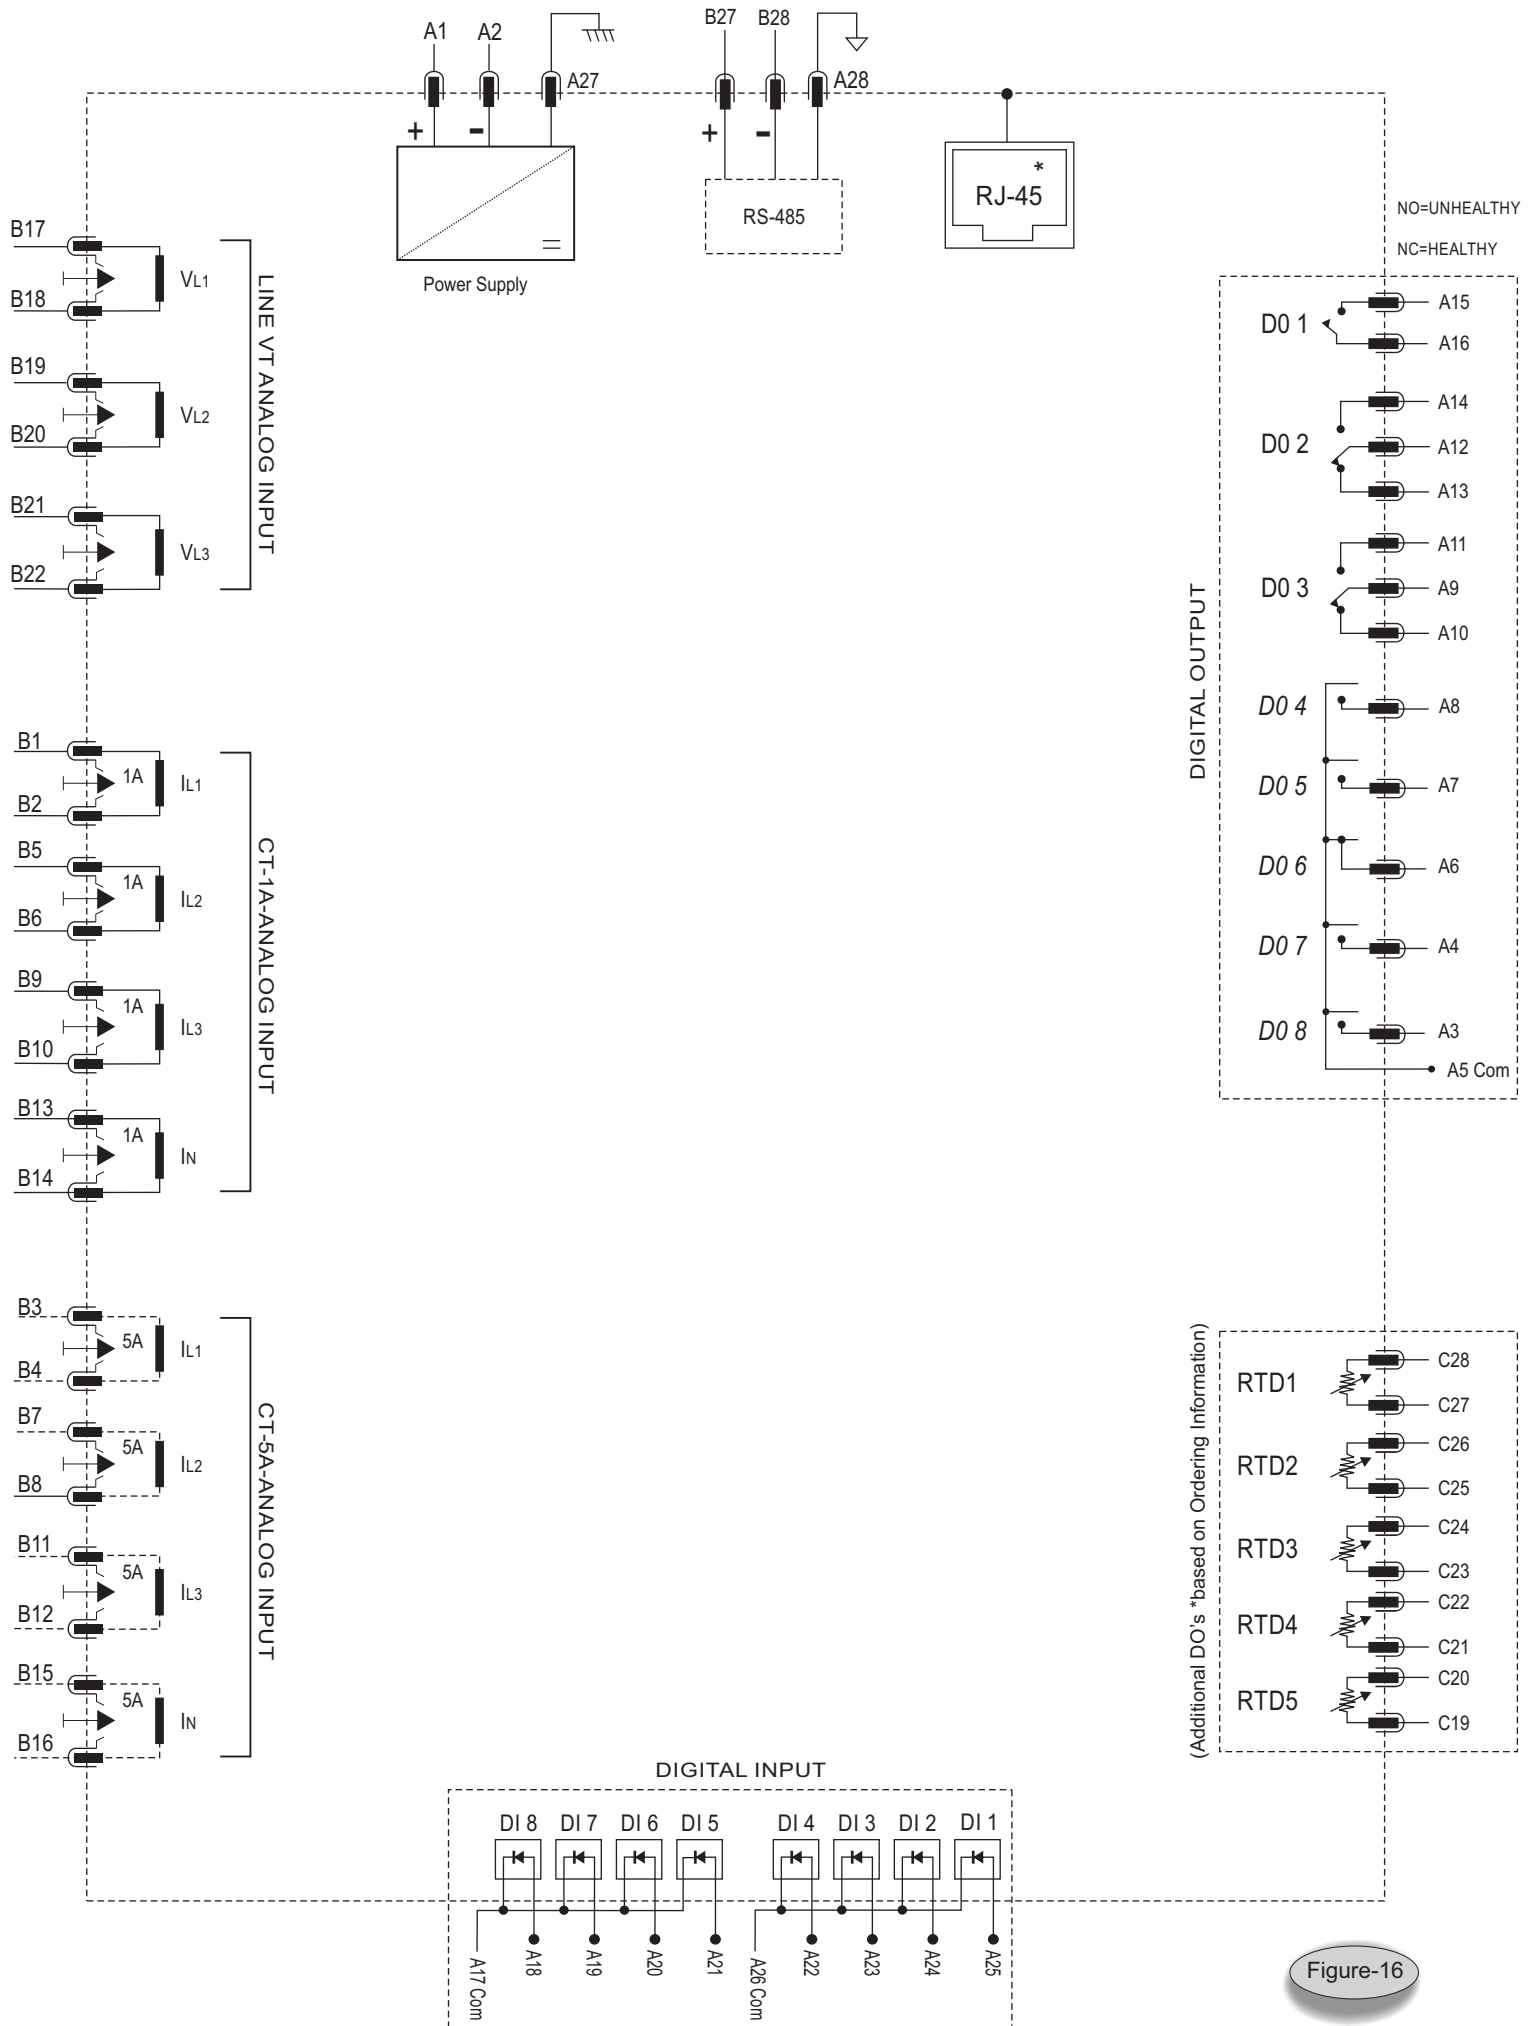 A1
A2
A27
B27
B28
A28
+
-
+
-
Power Supply
RS-485
*
RJ-45
NO=UNHEALTHY
NC=HEALTHY
B17
B18
VL1
B19
B20
VL2
B21
B22
VL3
LINE VT ANALOG INPUT
B1
1A
IL1
B2
B5
1A
IL2
B6
B9
1A
IL3
B10
B13
1A
IN
B14
CT-1A-ANALOG INPUT
B3
5A
IL1
B4
B7
5A
IL2
B8
B11
5A
IL3
B12
B15
5A
IN
B16
CT-5A-ANALOG INPUT
DIGITAL OUTPUT
D0 1
A15
A16
D0 2
A14
A12
A13
D0 3
A11
A9
A10
D0 4
A8
D0 5
A7
D0 6
A6
D0 7
A4
D0 8
A3
A5 Com
(Additional DO's *based on Ordering Information)
RTD1
C28
C27
RTD2
C26
C25
RTD3
C24
C23
RTD4
C22
C21
RTD5
C20
C19
DIGITAL INPUT
DI 8
DI 7
DI 6
DI 5
DI 4
DI 3
DI 2
DI 1
A17 Com
A18
A19
A20
A21
A26 Com
A22
A23
A24
A25
Figure-16